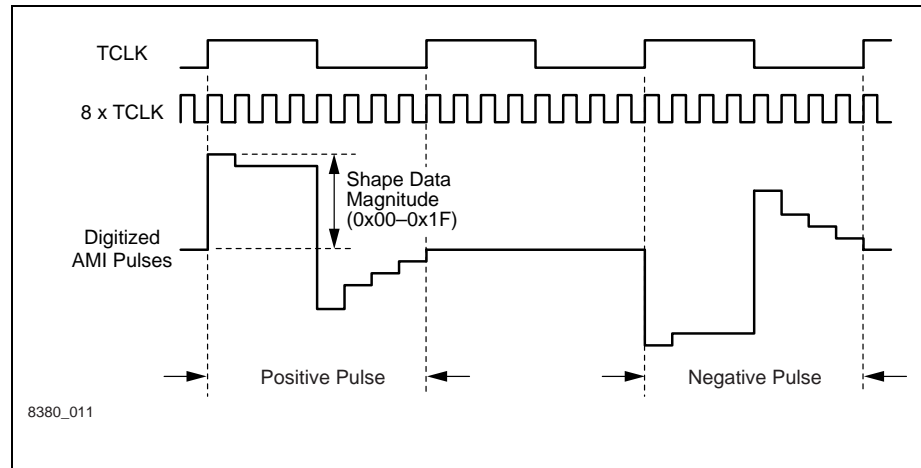 TCLK
8 x TCLK
Shape Data
Magnitude
(0x00–0x1F)
Digitized
AMI Pulses
Positive Pulse
Negative Pulse
8380_011